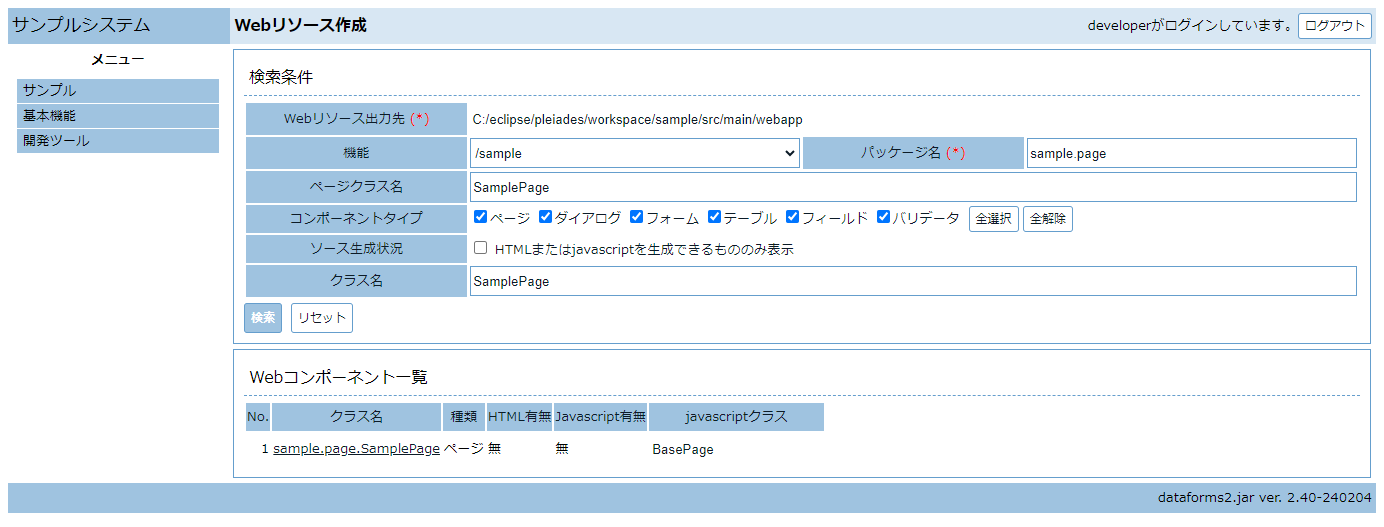 サンプルシステム Webリソース作成 developerがログインしています。 ログアウト
メニュー
サンプル
基本機能
開発ツール
検索条件
Webリソース出力先 (*) C:/eclipse/pleiades/workspace/sample/src/main/webapp
機能 /sample パッケージ名 (*) sample.page
ページクラス名 SamplePage
コンポーネントタイプ ページ ダイアログ フォーム テーブル フィールド バリデータ 全選択 全解除
ソース生成状況 HTMLまたはjavascriptを生成できるもののみ表示
クラス名 SamplePage
検索 リセット
Webコンポーネント一覧
No. クラス名 種類 HTML有無 Javascript有無 javascriptクラス
1 sample.page.SamplePage ページ 無 無 BasePage
dataforms2.jar ver. 2.40-240204